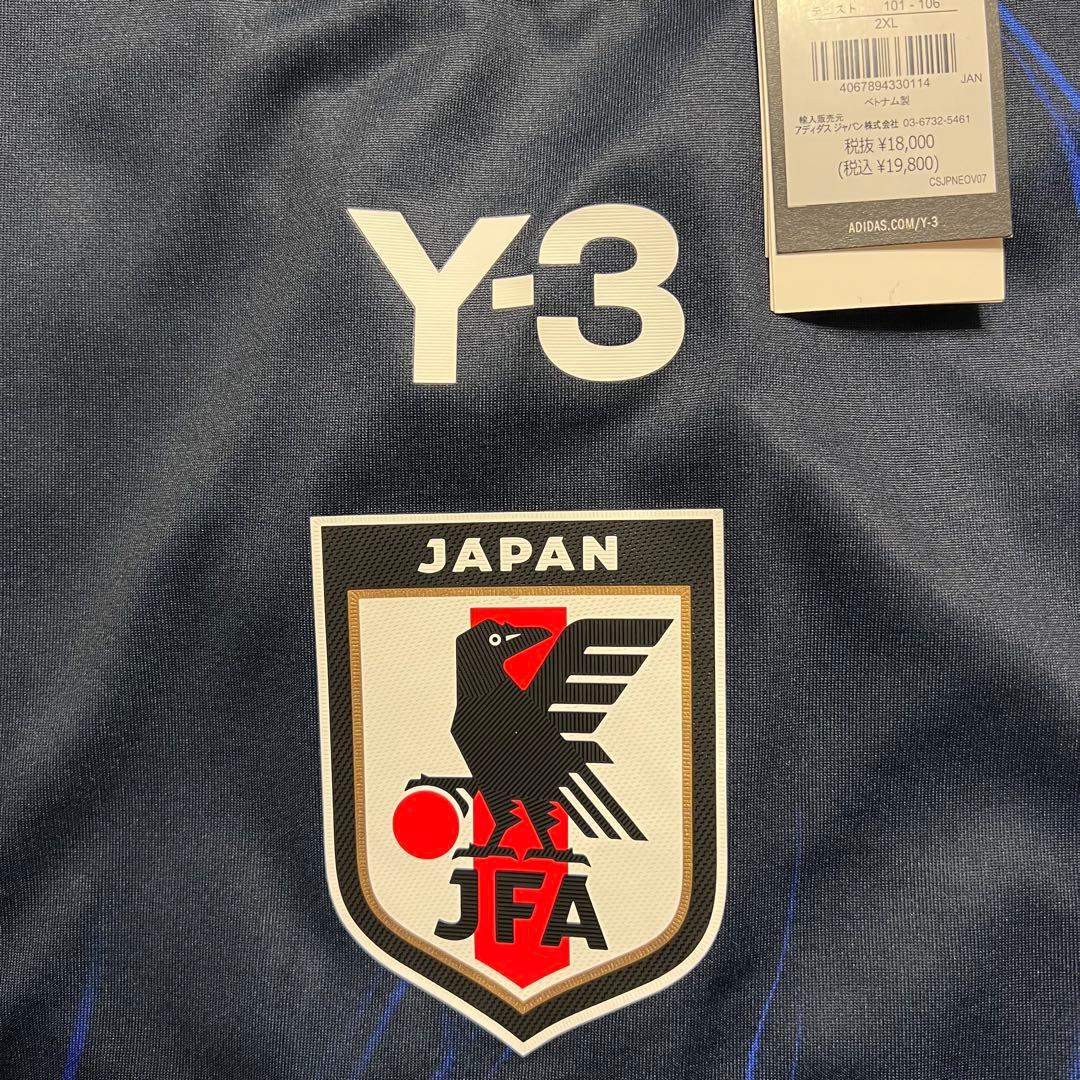 101 - 106
2XL
4067894330114
JAN
ベトナム製
輸入販売元
アディダス ジャパン株式会社 03-6732-5461
税抜 ¥18,000
(税込 ¥19,800)
CSJPNEOV07
ADIDAS.COM/Y-3
Y-3
JAPAN
JFA